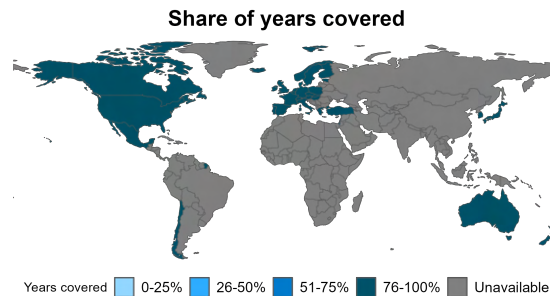 Share of years covered
Years covered 0-25% 26-50% 51-75% 76-100% Unavailable